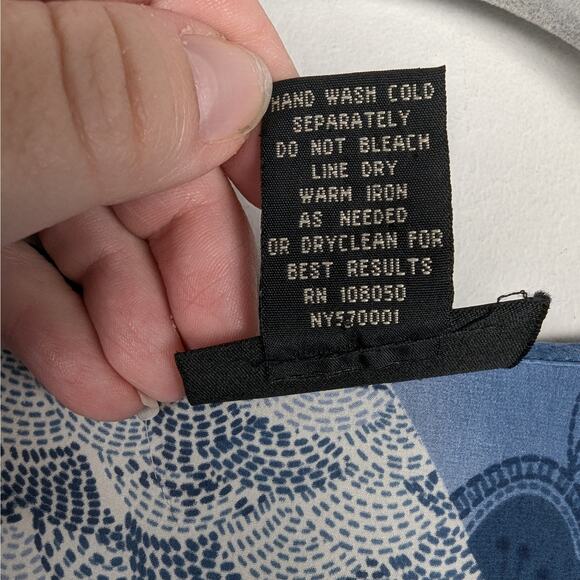 HAND WASH COLD
SEPARATELY
DO NOT BLEACH
LINE DRY
WARM IRON
AS NEEDED
OR DRYCLEAN FOR
BEST RESULTS
RN 108050
NY570001